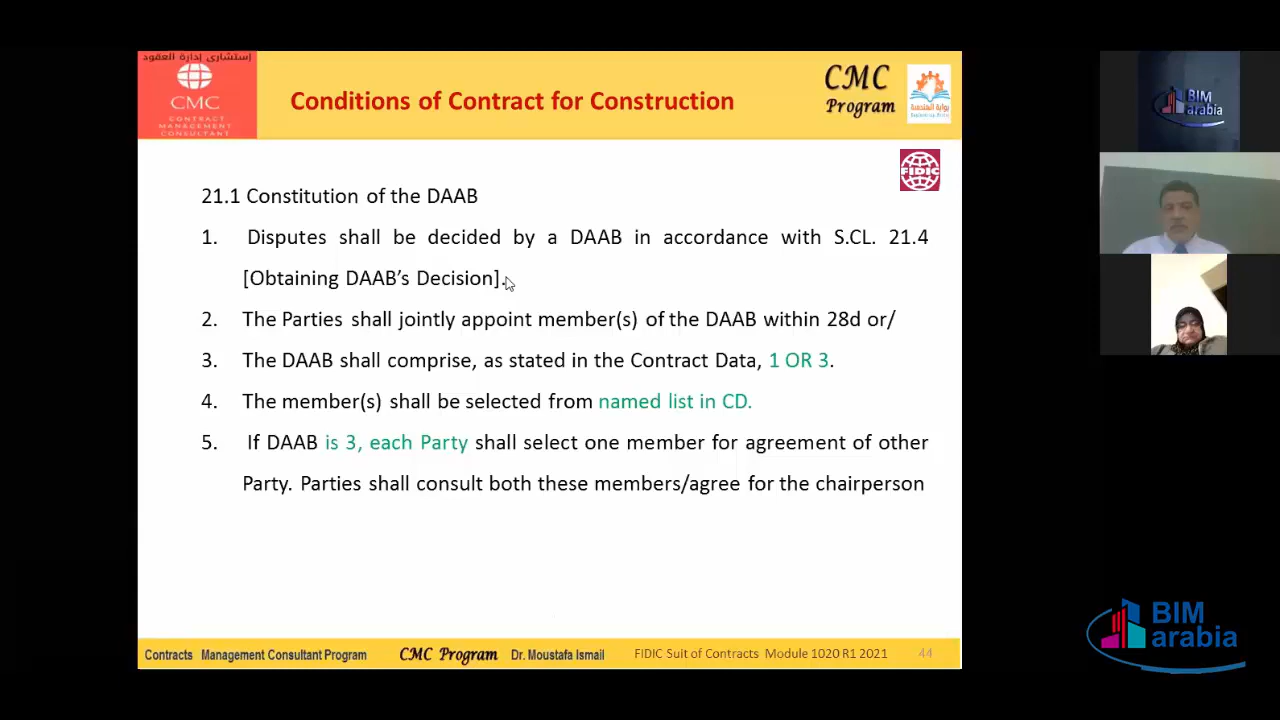 إستشارى إدارة العقود
CMC
CONTRACT
MANAGEMENT
CONSULTANT
Conditions of Contract for Construction
CMC
Program
بوابة الهندسة
FIDIC
21.1 Constitution of the DAAB
1. Disputes shall be decided by a DAAB in accordance with S.CL. 21.4
[Obtaining DAAB's Decision].
2. The Parties shall jointly appoint member(s) of the DAAB within 28d or/
3. The DAAB shall comprise, as stated in the Contract Data, 1 OR 3.
4. The member(s) shall be selected from named list in CD.
5. If DAAB is 3, each Party shall select one member for agreement of other
Party. Parties shall consult both these members/agree for the chairperson
Contracts Management Consultant Program CMC Program Dr. Moustafa Ismail FIDIC Suit of Contracts Module 1020 R1 2021 44
BIM
arabia
BIM
arabia